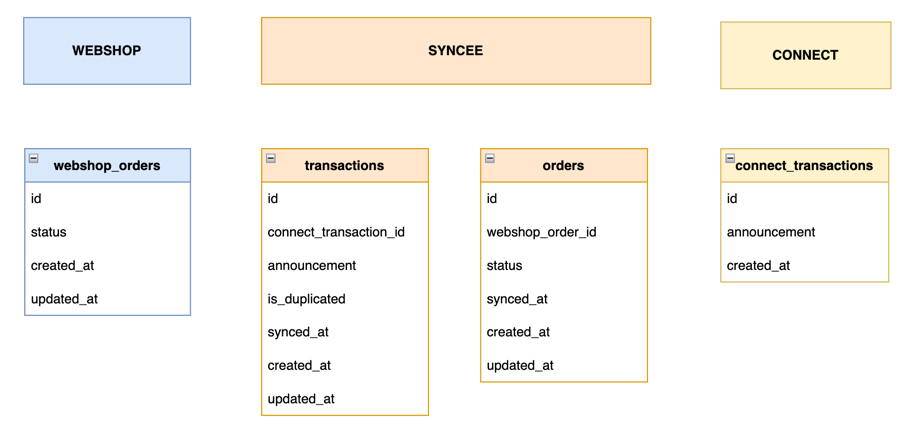 WEBSHOP
SYNCEE
CONNECT
webshop_orders
id
status
created_at
updated_at
transactions
id
connect_transaction_id
announcement
is_duplicated
synced_at
created_at
updated_at
orders
id
webshop_order_id
status
synced_at
created_at
updated_at
connect_transactions
id
announcement
created_at